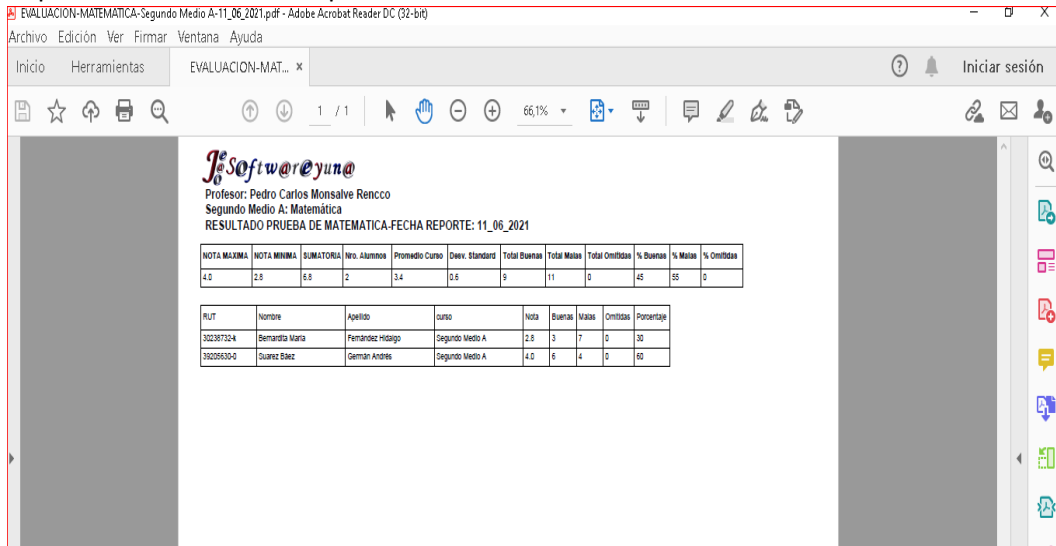 EVALUACION-MATEMATICA-Segundo Medio A-11_06_2021.pdf - Adobe Acrobat Reader DC (32-bit)
Archivo Edición Ver Firmar Ventana Ayuda
Inicio Herramientas EVALUACION-MAT... × Iniciar sesión
1 / 1 66,1%
JeSoftw@reyun@
Profesor: Pedro Carlos Monsalve Rencco
Segundo Medio A: Matemática
RESULTADO PRUEBA DE MATEMATICA-FECHA REPORTE: 11_06_2021
NOTA MAXIMA NOTA MINIMA SUMATORIA Nro. Alumnos Promedio Curso Desv. Standard Total Buenas Total Malas Total Omitidas % Buenas % Malas % Omitidas
4.0 2.8 6.8 2 3.4 0.6 9 11 0 45 55 0
RUT Nombre Apellido curso Nota Buenas Malas Omitidas Porcentaje
30238732-k Bernardita Maria Fernández Hidalgo Segundo Medio A 2.8 3 7 0 30
39205630-0 Suarez Báez Germán Andrés Segundo Medio A 4.0 6 4 0 60